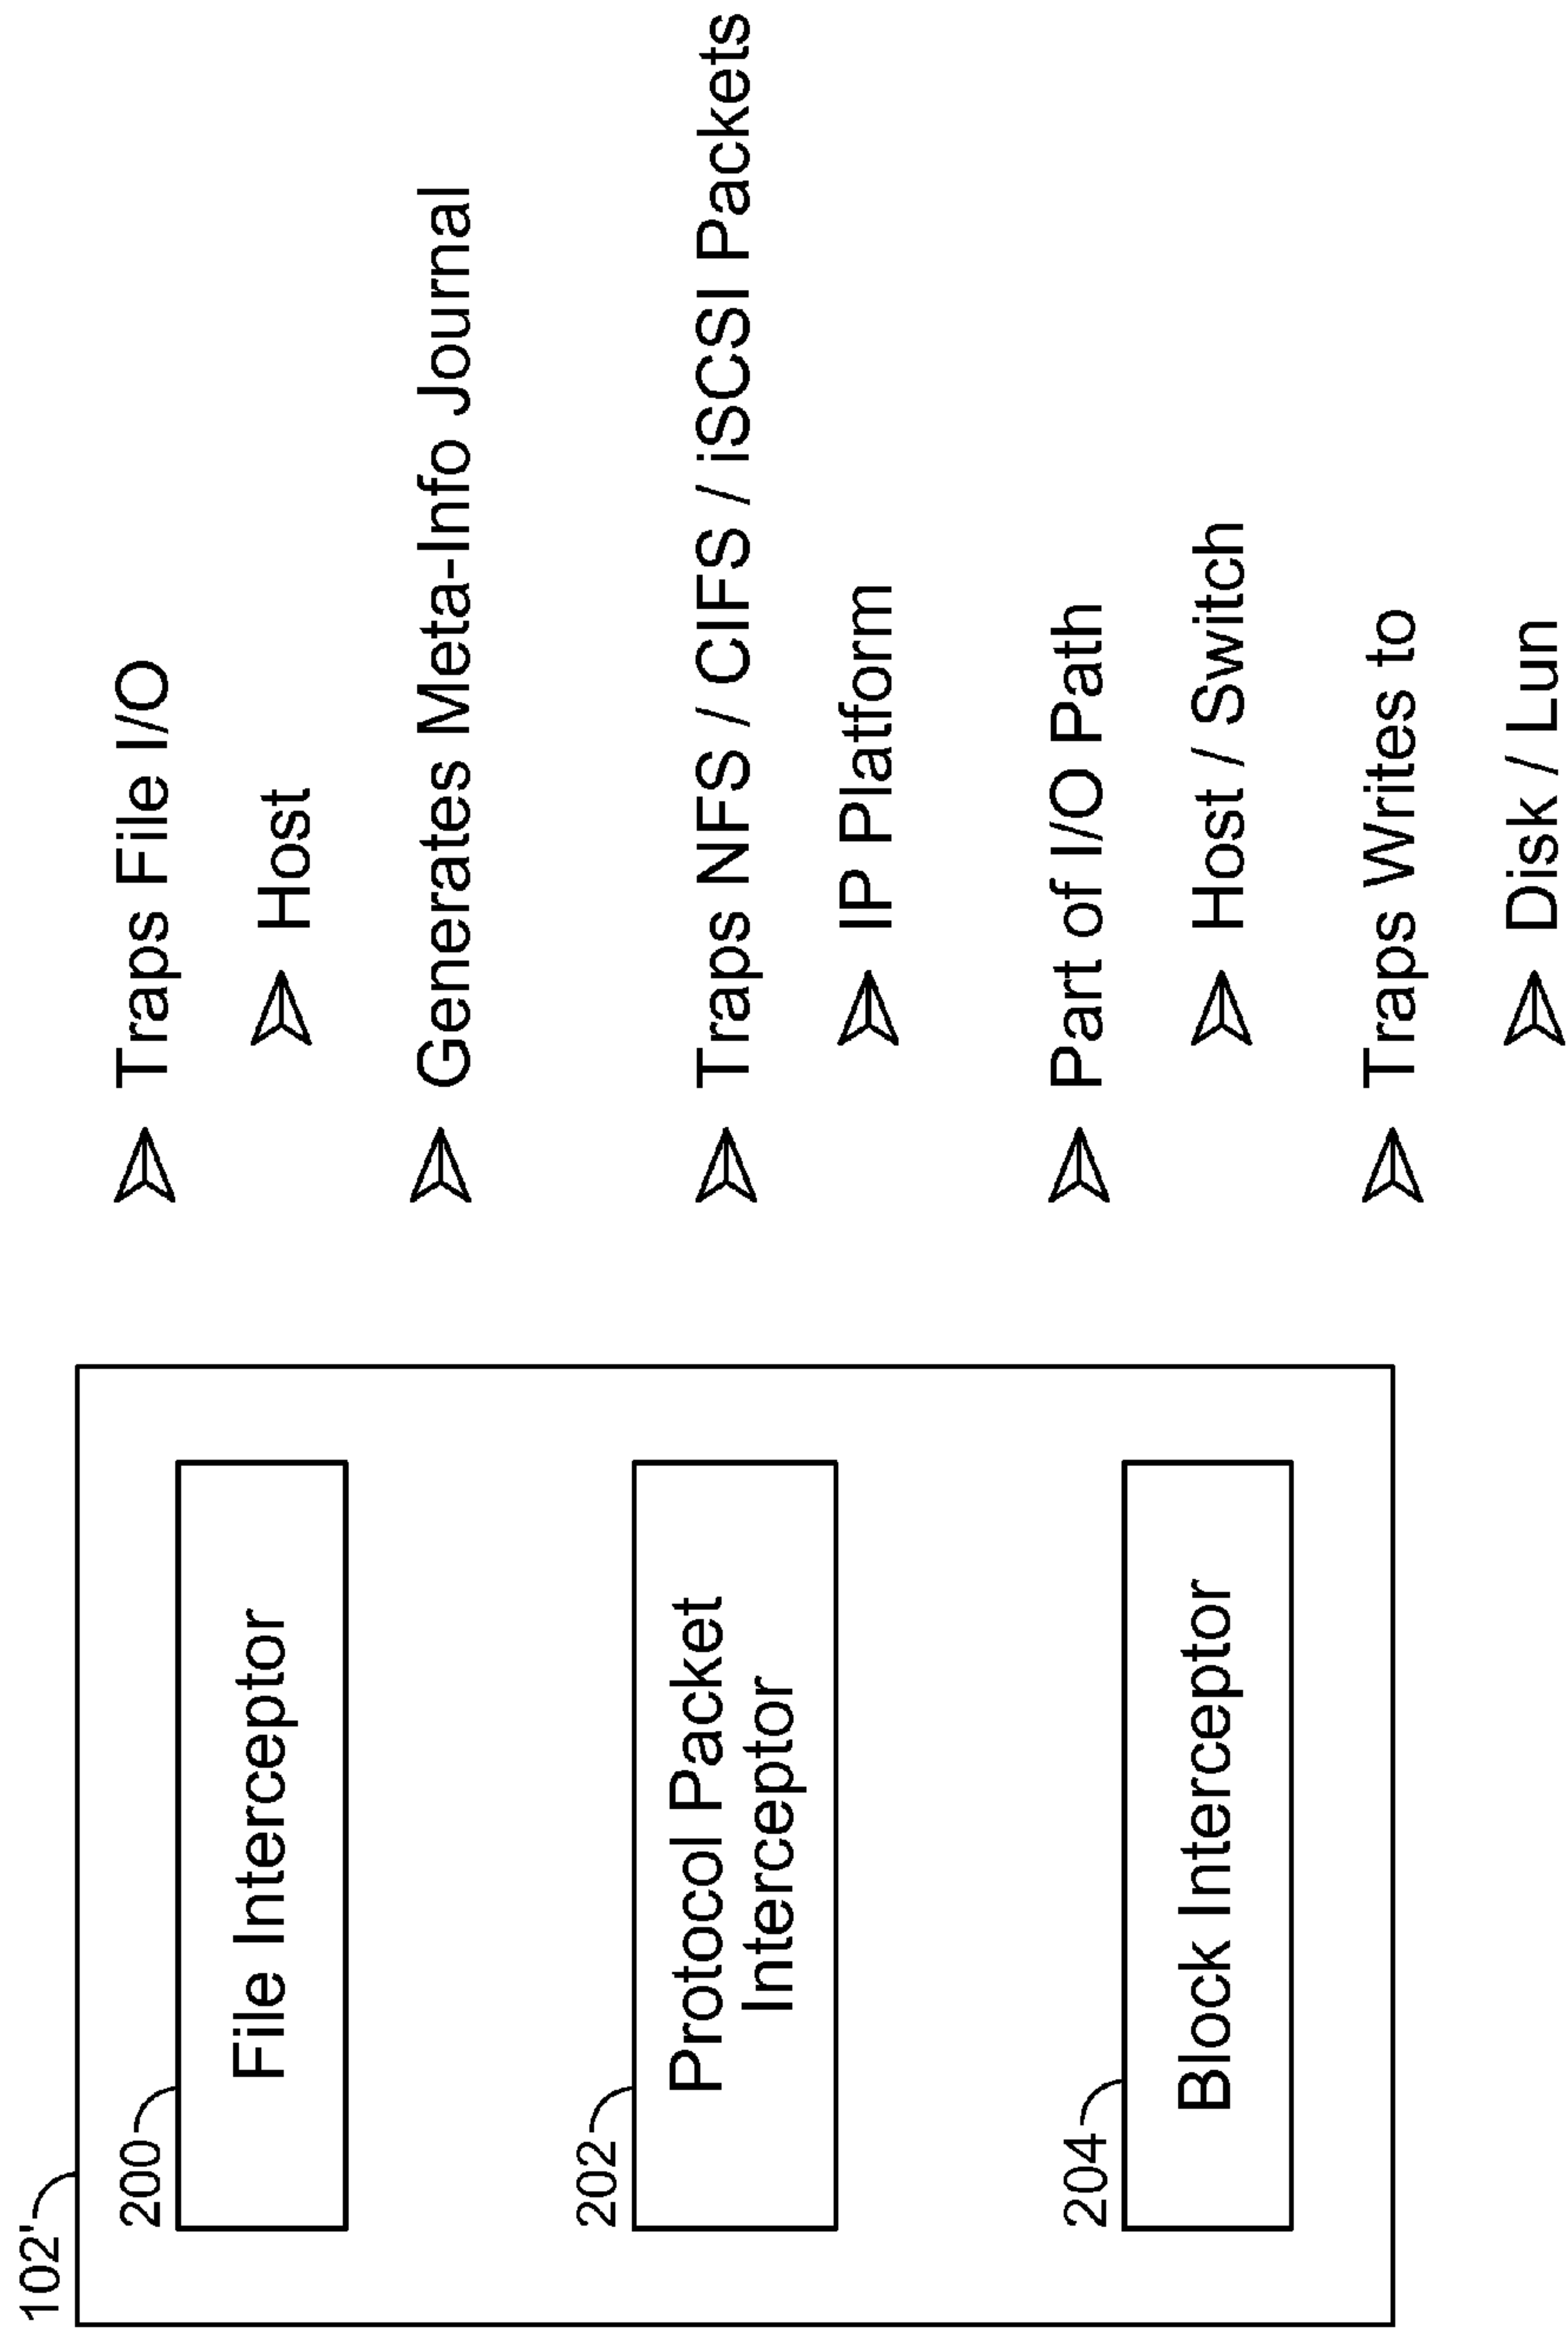 102'
200
File Interceptor
Traps File I/O
Host
Generates Meta-Info Journal
202
Protocol Packet
Interceptor
Traps NFS / CIFS / iSCSI Packets
IP Platform
204
Block Interceptor
Part of I/O Path
Host / Switch
Traps Writes to
Disk / Lun